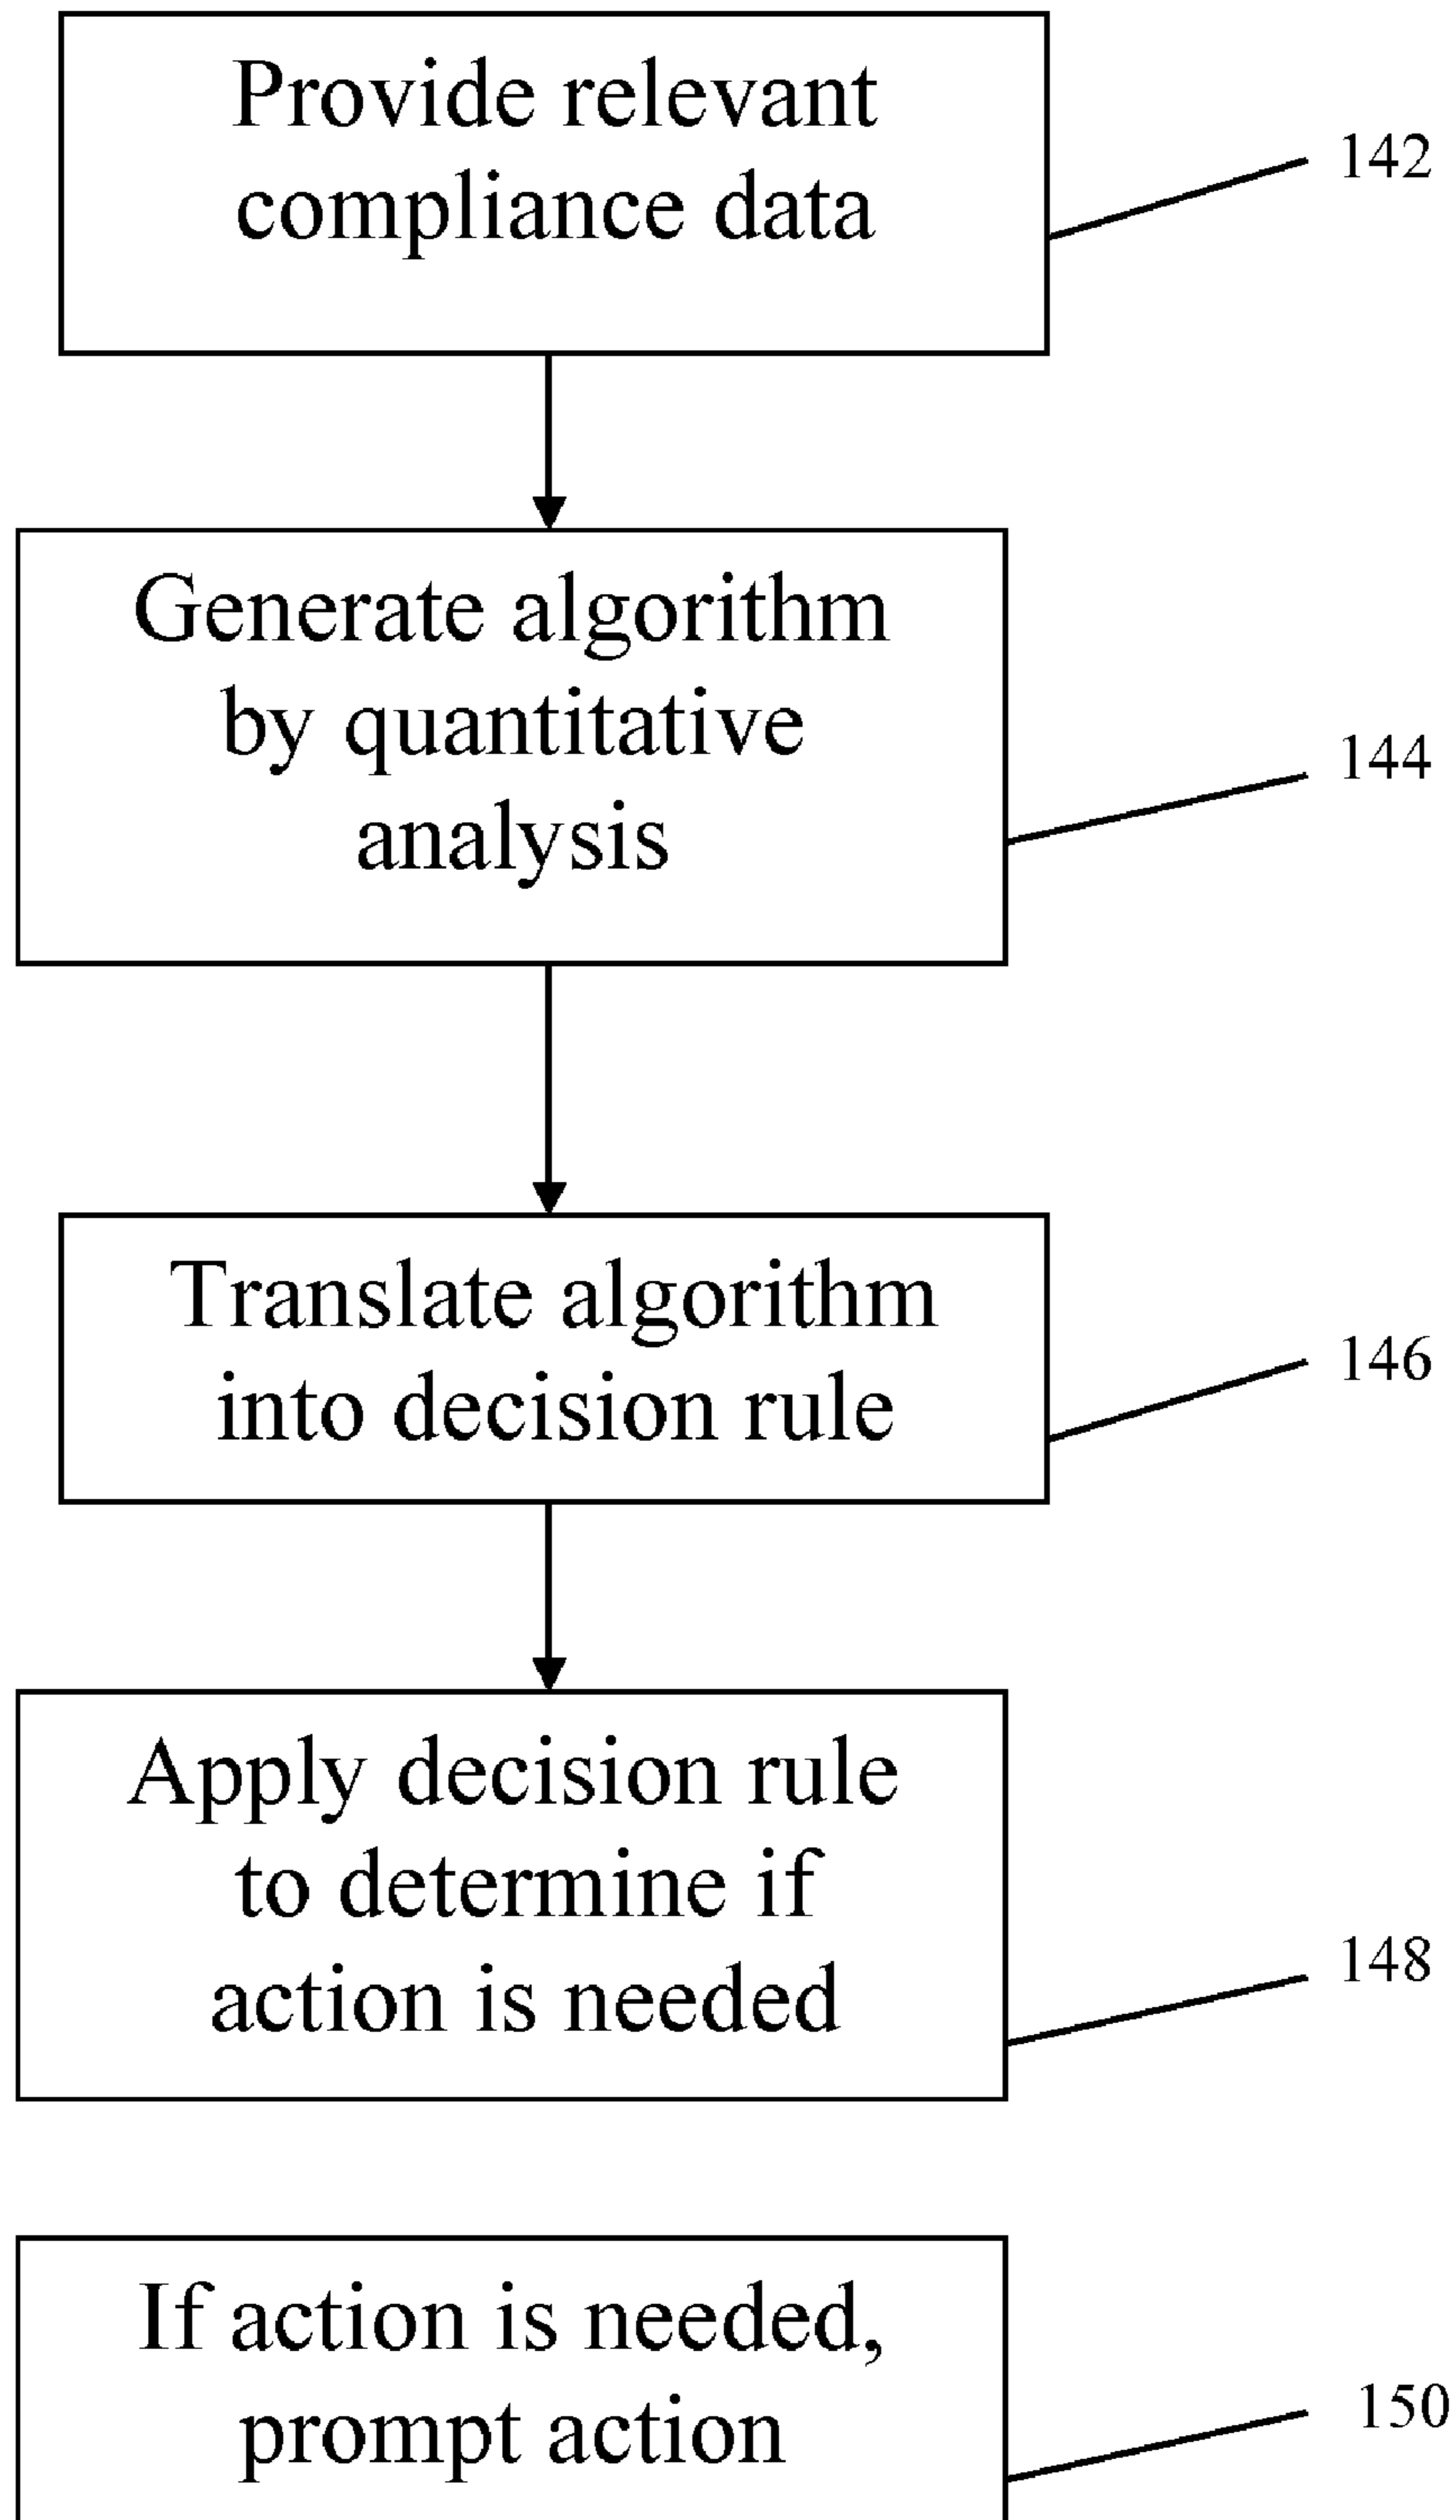 Provide relevant
compliance data
142
Generate algorithm
by quantitative
analysis
144
Translate algorithm
into decision rule
146
Apply decision rule
to determine if
action is needed
148
If action is needed,
prompt action
150